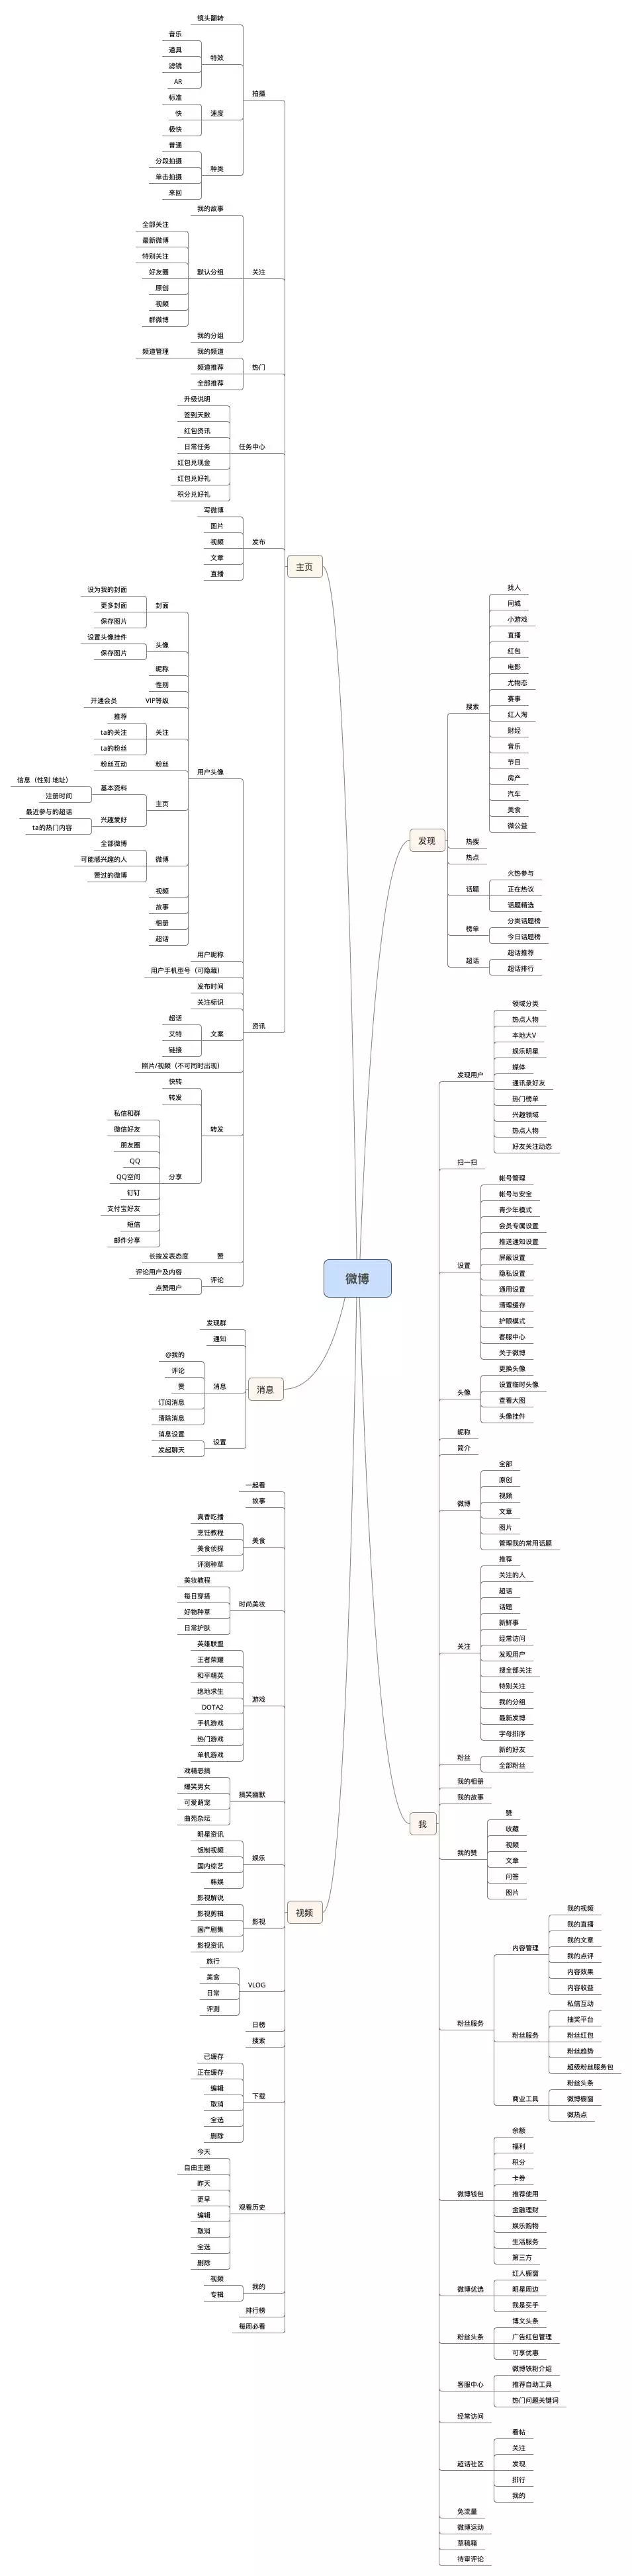 微博
主页
拍摄
镜头翻转
特效
音乐
道具
滤镜
AR
速度
标准
快
极快
种类
普通
分段拍摄
单击拍摄
来回
关注
我的故事
默认分组
全部关注
最新微博
特别关注
好友圈
原创
视频
群微博
我的分组
热门
我的频道
频道管理
频道推荐
全部推荐
任务中心
升级说明
签到天数
红包资讯
日常任务
红包兑现金
红包兑好礼
积分兑好礼
发布
写微博
图片
视频
文章
直播
资讯
用户头像
封面
设为我的封面
更多封面
保存图片
头像
设置头像挂件
保存图片
昵称
性别
VIP等级
开通会员
关注
推荐
ta的关注
ta的粉丝
粉丝
粉丝互动
主页
基本资料
信息（性别 地址）
注册时间
兴趣爱好
最近参与的超话
ta的热门内容
微博
全部微博
可能感兴趣的人
赞过的微博
视频
故事
相册
超话
用户昵称
用户手机型号（可隐藏）
发布时间
关注标识
文案
超话
艾特
链接
照片/视频（不可同时出现）
转发
快转
转发
分享
私信和群
微信好友
朋友圈
QQ
QQ空间
钉钉
支付宝好友
短信
邮件分享
赞
长按发表态度
评论
评论用户及内容
点赞用户
消息
发现群
通知
消息
@我的
评论
赞
订阅消息
清除消息
设置
消息设置
发起聊天
视频
一起看
故事
美食
真香吃播
烹饪教程
美食侦探
评测种草
时尚美妆
美妆教程
每日穿搭
好物种草
日常护肤
游戏
英雄联盟
王者荣耀
和平精英
绝地求生
DOTA2
手机游戏
热门游戏
单机游戏
搞笑幽默
戏精恶搞
爆笑男女
可爱萌宠
曲苑杂坛
娱乐
明星资讯
饭制视频
国内综艺
韩娱
影视
影视解说
影视剪辑
国产剧集
影视资讯
VLOG
旅行
美食
日常
评测
日榜
搜索
下载
已缓存
正在缓存
编辑
取消
全选
删除
观看历史
今天
自由主题
昨天
更早
编辑
取消
全选
删除
我的
视频
专辑
排行榜
每周必看
发现
搜索
找人
同城
小游戏
直播
红包
电影
尤物志
赛事
红人淘
财经
音乐
节目
房产
汽车
美食
微公益
热搜
热点
话题
火热参与
正在热议
话题精选
榜单
分类话题榜
今日话题榜
超话
超话推荐
超话排行
我
发现用户
领域分类
热点人物
本地大V
娱乐明星
媒体
通讯录好友
热门榜单
兴趣领域
热点人物
好友关注动态
扫一扫
设置
帐号管理
帐号与安全
青少年模式
会员专属设置
推送通知设置
屏蔽设置
隐私设置
通用设置
清理缓存
护眼模式
客服中心
关于微博
头像
更换头像
设置临时头像
查看大图
头像挂件
昵称
简介
微博
全部
原创
视频
文章
图片
管理我的常用话题
关注
推荐
关注的人
超话
话题
新鲜事
经常访问
发现用户
搜全部关注
特别关注
我的分组
最新发博
字母排序
粉丝
新的好友
全部粉丝
我的相册
我的故事
我的赞
赞
收藏
视频
文章
问答
图片
粉丝服务
内容管理
我的视频
我的直播
我的文章
我的点评
内容效果
内容收益
粉丝服务
私信互动
抽奖平台
粉丝红包
粉丝趋势
超级粉丝服务包
商业工具
粉丝头条
微博橱窗
微热点
微博钱包
余额
福利
积分
卡券
推荐使用
金融理财
娱乐购物
生活服务
第三方
微博优选
红人橱窗
明星周边
我是买手
粉丝头条
博文头条
广告红包管理
可享优惠
客服中心
微博铁粉介绍
推荐自助工具
热门问题关键词
经常访问
超话社区
看帖
关注
发现
排行
我的
免流量
微博运动
草稿箱
待审评论